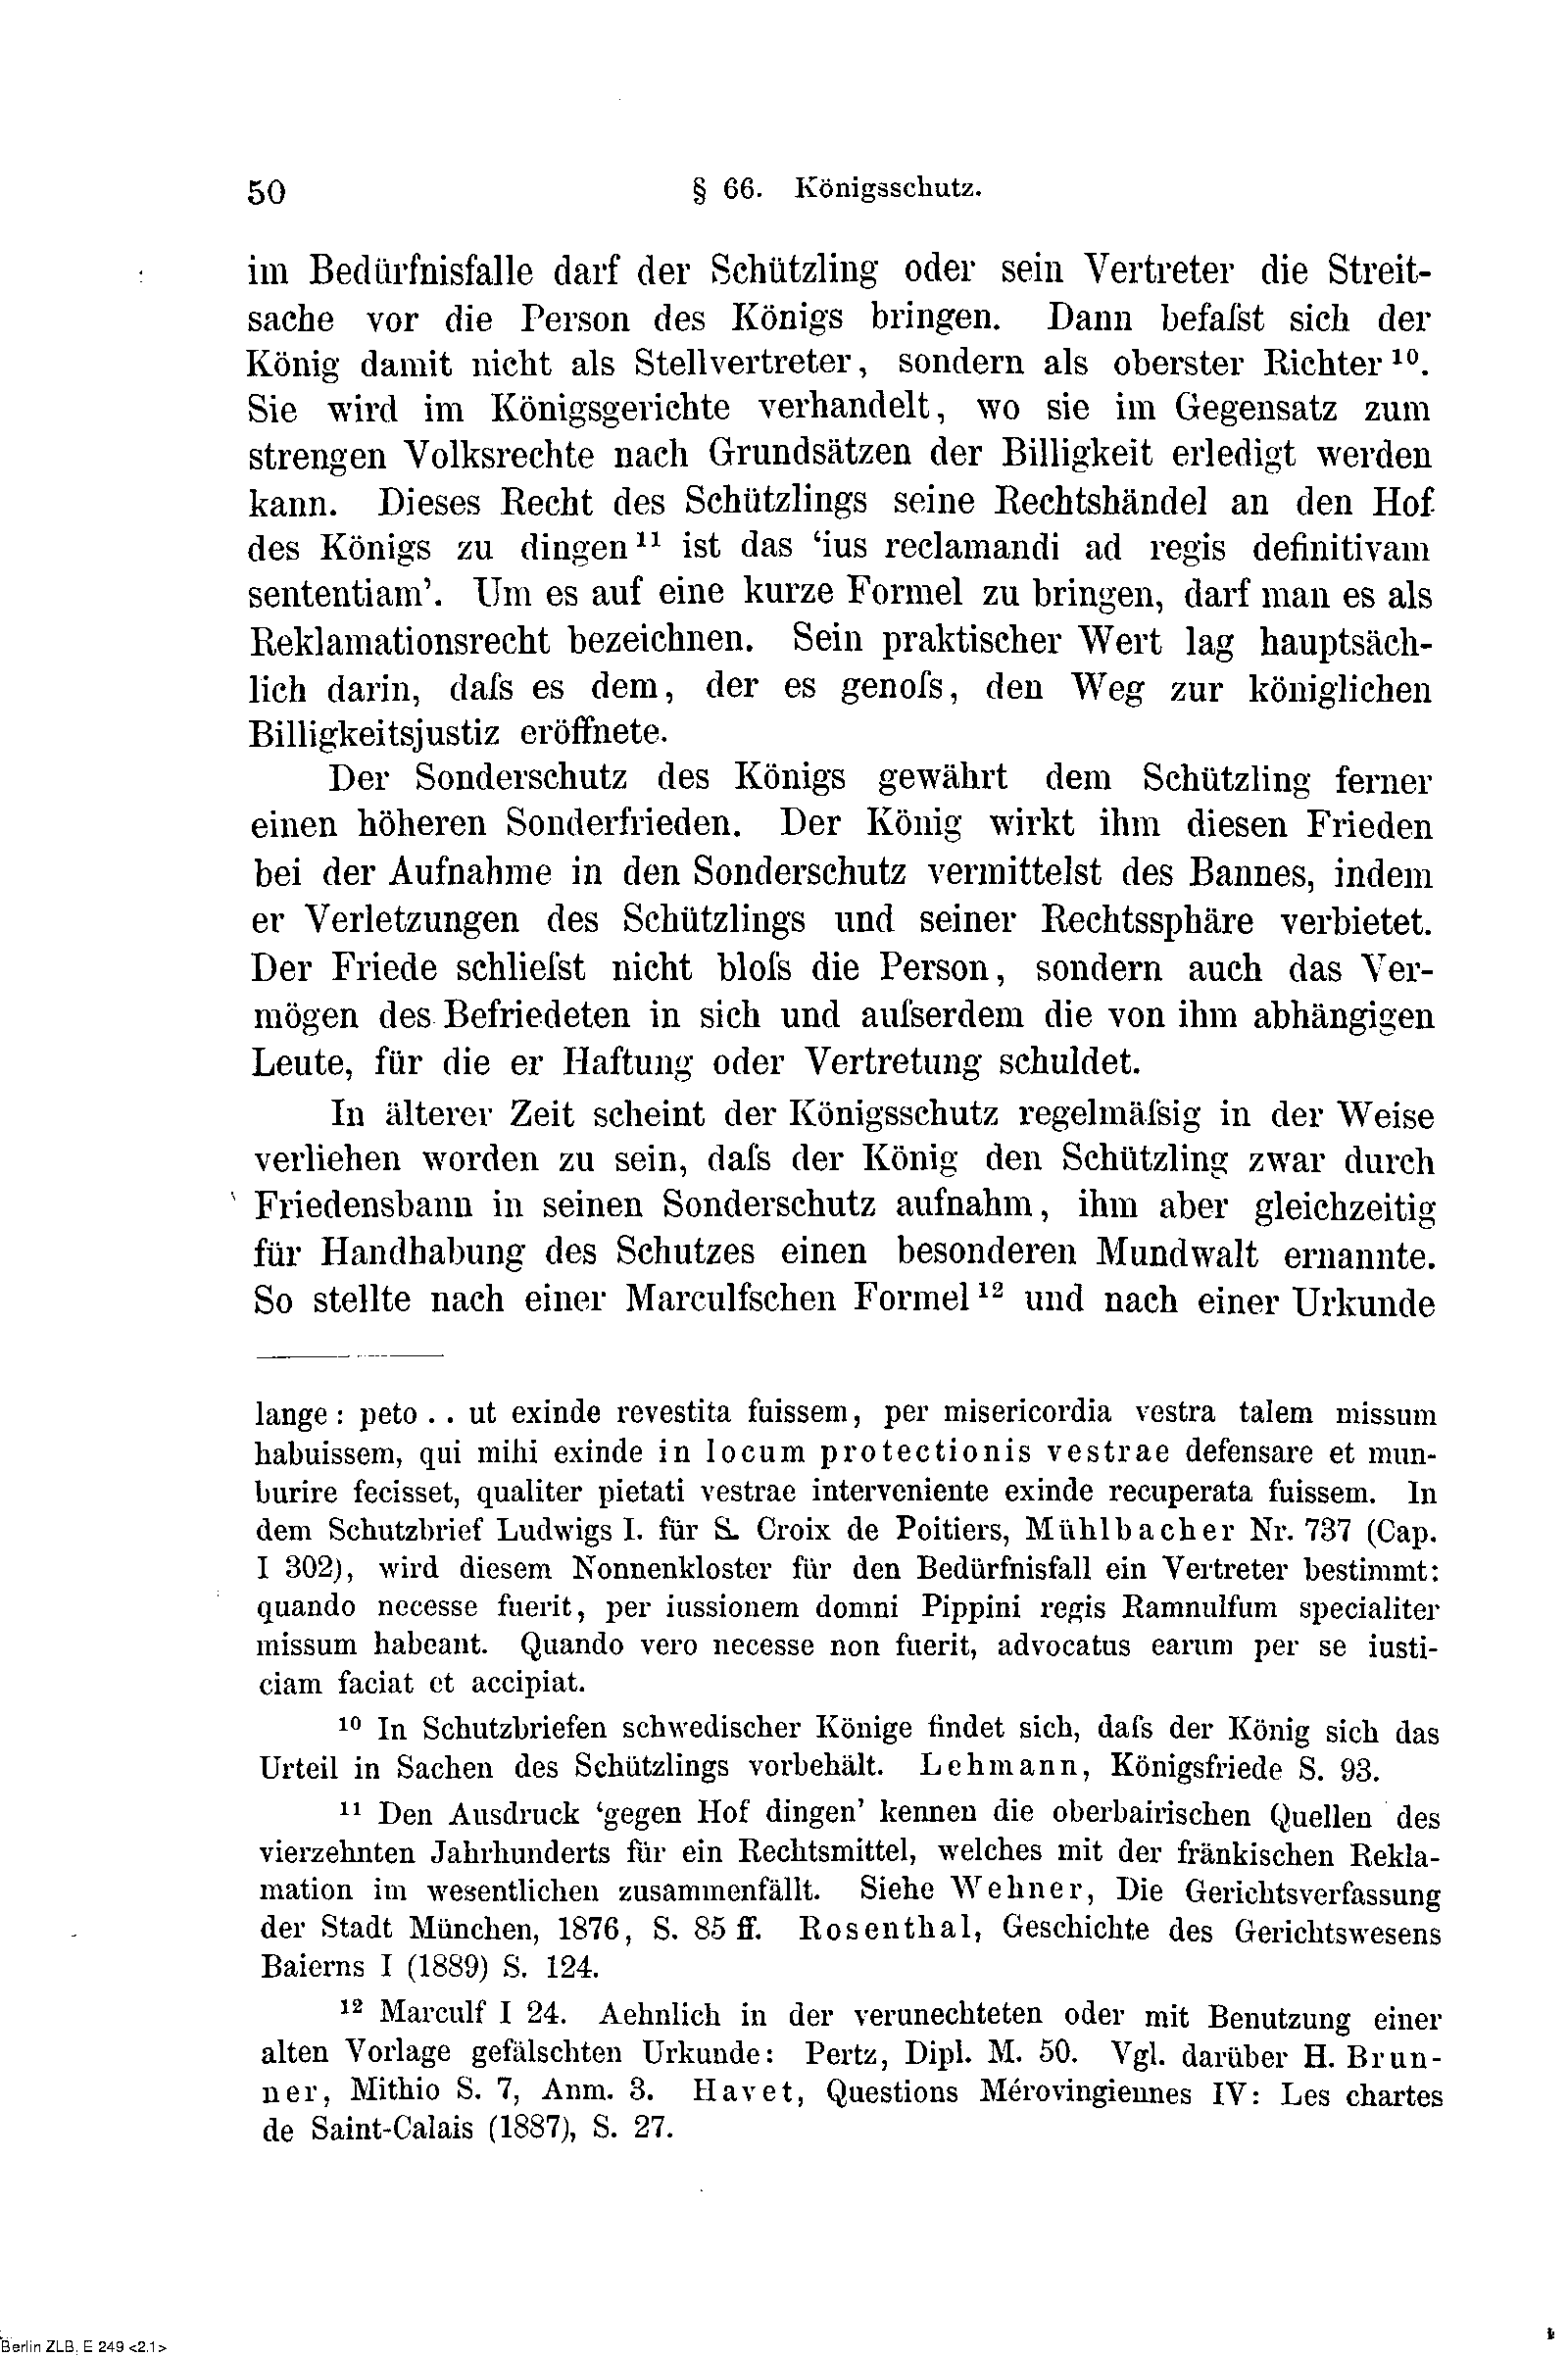 50
§ 66. Königsschutz.
im Bedürfnisfalle darf der Schützling oder sein Vertreter die Streit-
sache vor die Person des Königs bringen. Dann befaſst sich der
König damit nicht als Stellvertreter, sondern als oberster Richter¹⁰.
Sie wird im Königsgerichte verhandelt, wo sie im Gegensatz zum
strengen Volksrechte nach Grundsätzen der Billigkeit erledigt werden
kann. Dieses Recht des Schützlings seine Rechtshändel an den Hof
des Königs zu dingen¹¹ ist das ‘ius reclamandi ad regis definitivam
sententiam’. Um es auf eine kurze Formel zu bringen, darf man es als
Reklamationsrecht bezeichnen. Sein praktischer Wert lag hauptsäch-
lich darin, daſs es dem, der es genoſs, den Weg zur königlichen
Billigkeitsjustiz eröffnete.
Der Sonderschutz des Königs gewährt dem Schützling ferner
einen höheren Sonderfrieden. Der König wirkt ihm diesen Frieden
bei der Aufnahme in den Sonderschutz vermittelst des Bannes, indem
er Verletzungen des Schützlings und seiner Rechtssphäre verbietet.
Der Friede schlieſst nicht bloſs die Person, sondern auch das Ver-
mögen des Befriedeten in sich und auſserdem die von ihm abhängigen
Leute, für die er Haftung oder Vertretung schuldet.
In älterer Zeit scheint der Königsschutz regelmäſsig in der Weise
verliehen worden zu sein, daſs der König den Schützling zwar durch
Friedensbann in seinen Sonderschutz aufnahm, ihm aber gleichzeitig
für Handhabung des Schutzes einen besonderen Mundwalt ernannte.
So stellte nach einer Marculfschen Formel¹² und nach einer Urkunde
lange: peto . . ut exinde revestita fuissem, per misericordia vestra talem missum
habuissem, qui mihi exinde in locum protectionis vestrae defensare et mun-
burire fecisset, qualiter pietati vestrae interveniente exinde recuperata fuissem. In
dem Schutzbrief Ludwigs I. für S. Croix de Poitiers, Mühlbacher Nr. 737 (Cap.
I 302), wird diesem Nonnenkloster für den Bedürfnisfall ein Vertreter bestimmt:
quando necesse fuerit, per iussionem domni Pippini regis Ramnulfum specialiter
missum habeant. Quando vero necesse non fuerit, advocatus earum per se iusti-
ciam faciat et accipiat.
¹⁰ In Schutzbriefen schwedischer Könige findet sich, daſs der König sich das
Urteil in Sachen des Schützlings vorbehält. Lehmann, Königsfriede S. 93.
¹¹ Den Ausdruck ‘gegen Hof dingen’ kennen die oberbairischen Quellen des
vierzehnten Jahrhunderts für ein Rechtsmittel, welches mit der fränkischen Rekla-
mation im wesentlichen zusammenfällt. Siehe Wehner, Die Gerichtsverfassung
der Stadt München, 1876, S. 85 ff. Rosenthal, Geschichte des Gerichtswesens
Baierns I (1889) S. 124.
¹² Marculf I 24. Aehnlich in der verunechteten oder mit Benutzung einer
alten Vorlage gefälschten Urkunde: Pertz, Dipl. M. 50. Vgl. darüber H. Brun-
ner, Mithio S. 7, Anm. 3. Havet, Questions Mérovingiennes IV: Les chartes
de Saint-Calais (1887), S. 27.
Berlin ZLB, E 249 <2.1>